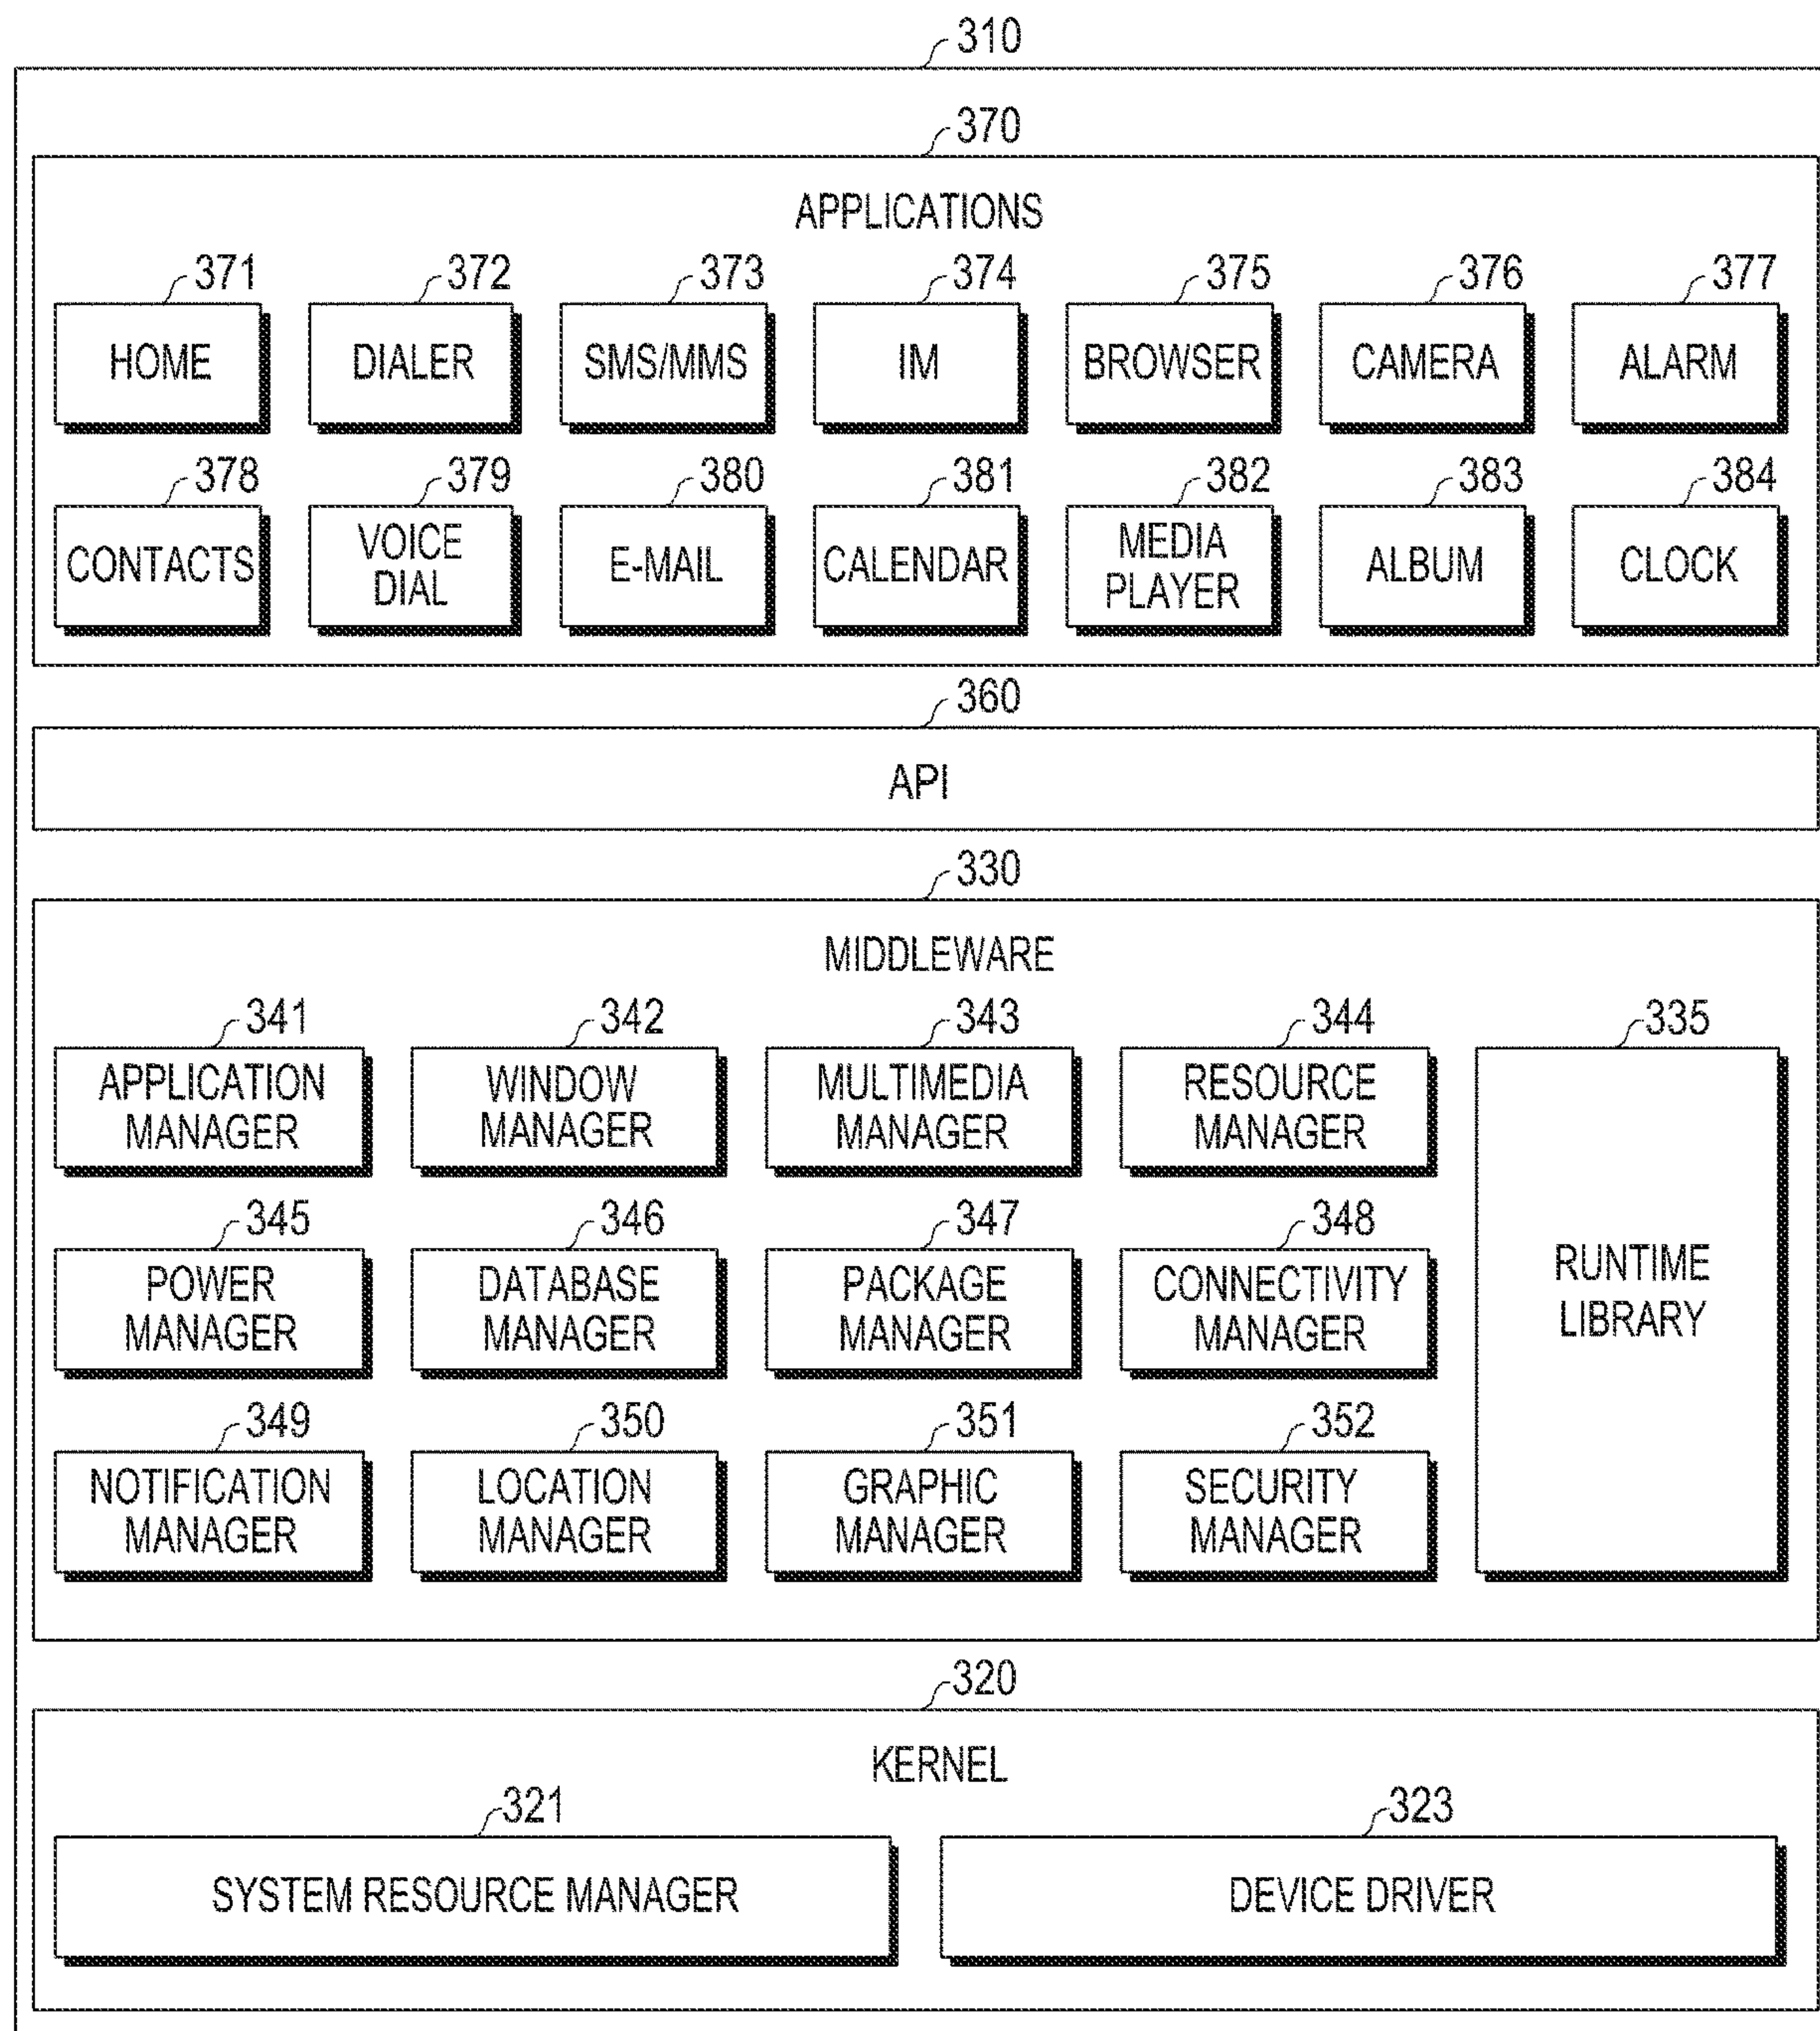 310
370
APPLICATIONS
371 372 373 374 375 376 377
HOME DIALER SMS/MMS IM BROWSER CAMERA ALARM
378 379 380 381 382 383 384
CONTACTS VOICE DIAL E-MAIL CALENDAR MEDIA PLAYER ALBUM CLOCK
360
API
330
MIDDLEWARE
341 342 343 344 335
APPLICATION MANAGER WINDOW MANAGER MULTIMEDIA MANAGER RESOURCE MANAGER
345 346 347 348
POWER MANAGER DATABASE MANAGER PACKAGE MANAGER CONNECTIVITY MANAGER RUNTIME LIBRARY
349 350 351 352
NOTIFICATION MANAGER LOCATION MANAGER GRAPHIC MANAGER SECURITY MANAGER
320
KERNEL
321 323
SYSTEM RESOURCE MANAGER DEVICE DRIVER